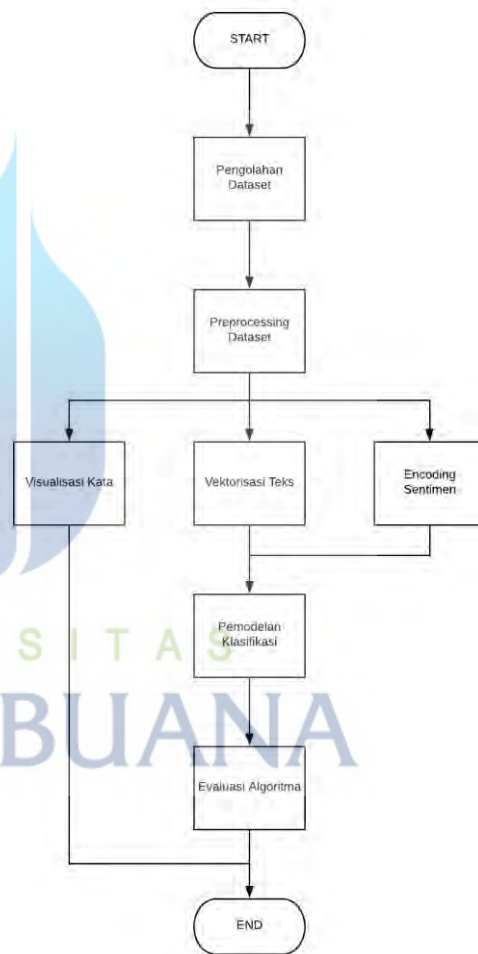 START
Pengolahan
Dataset
Preprocessing
Dataset
Visualisasi Kata
Vektorisasi Teks
Encoding
Sentimen
Pemodelan
Klasifikasi
S I T A S
BUANA
Evaluasi Algoritma
END